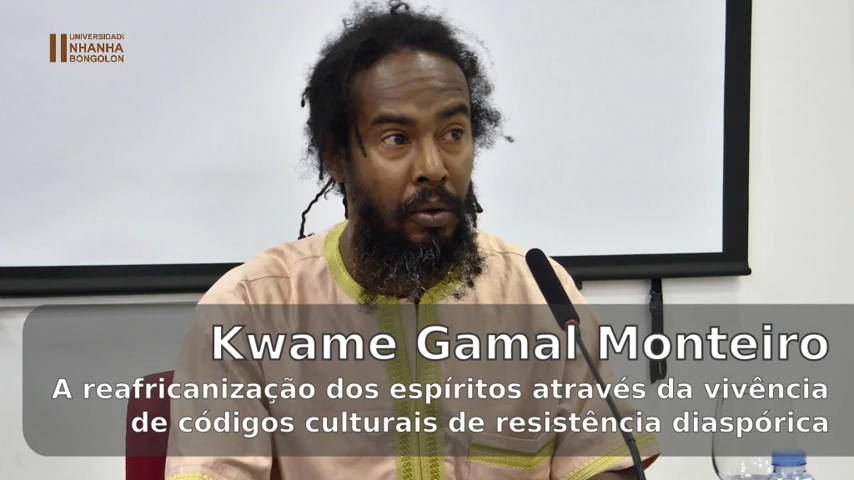 UNIVERSIDADI
NHANHA
BONGOLON
Kwame Gamal Monteiro
A reafricanização dos espíritos através da vivência
de códigos culturais de resistência diaspórica